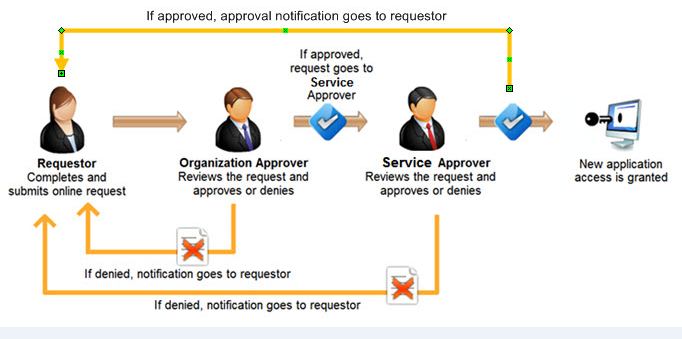 If approved, approval notification goes to requestor
If approved,
request goes to
Service
Approver
Requestor
Completes and
submits online request
Organization Approver
Reviews the request and
approves or denies
Service Approver
Reviews the request and
approves or denies
New application
access is granted
If denied, notification goes to requestor
If denied, notification goes to requestor